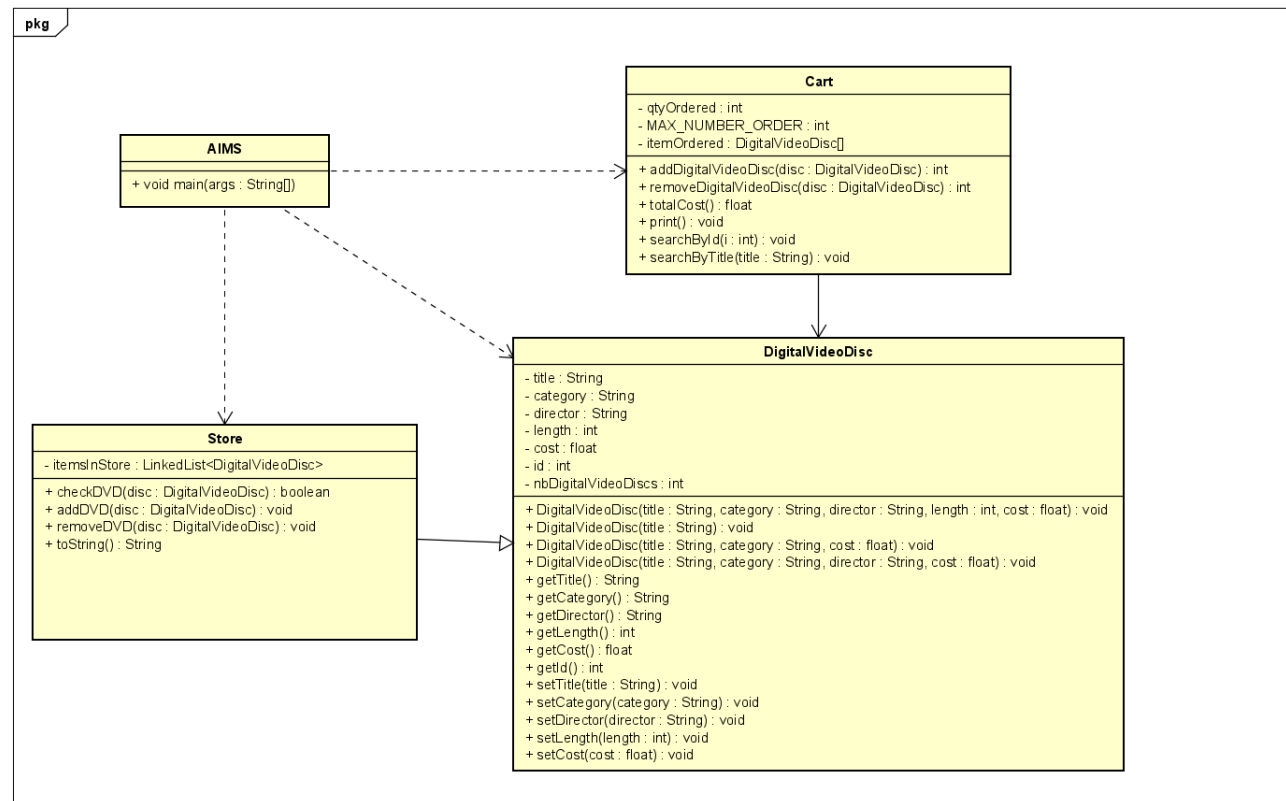 pkg
Cart
- qtyOrdered : int
- MAX_NUMBER_ORDER : int
- itemOrdered : DigitalVideoDisc[]
+ addDigitalVideoDisc(disc : DigitalVideoDisc) : int
+ removeDigitalVideoDisc(disc : DigitalVideoDisc) : int
+ totalCost() : float
+ print() : void
+ searchById(i : int) : void
+ searchByTitle(title : String) : void
AIMS
+ void main(args : String[])
DigitalVideoDisc
- title : String
- category : String
- director : String
- length : int
- cost : float
- id : int
- nbDigitalVideoDiscs : int
+ DigitalVideoDisc(title : String, category : String, director : String, length : int, cost : float) : void
+ DigitalVideoDisc(title : String) : void
+ DigitalVideoDisc(title : String, category : String, cost : float) : void
+ DigitalVideoDisc(title : String, category : String, director : String, cost : float) : void
+ getTitle() : String
+ getCategory() : String
+ getDirector() : String
+ getLength() : int
+ getCost() : float
+ getId() : int
+ setTitle(title : String) : void
+ setCategory(category : String) : void
+ setDirector(director : String) : void
+ setLength(length : int) : void
+ setCost(cost : float) : void
Store
- itemsInStore : LinkedList<DigitalVideoDisc>
+ checkDVD(disc : DigitalVideoDisc) : boolean
+ addDVD(disc : DigitalVideoDisc) : void
+ removeDVD(disc : DigitalVideoDisc) : void
+ toString() : String